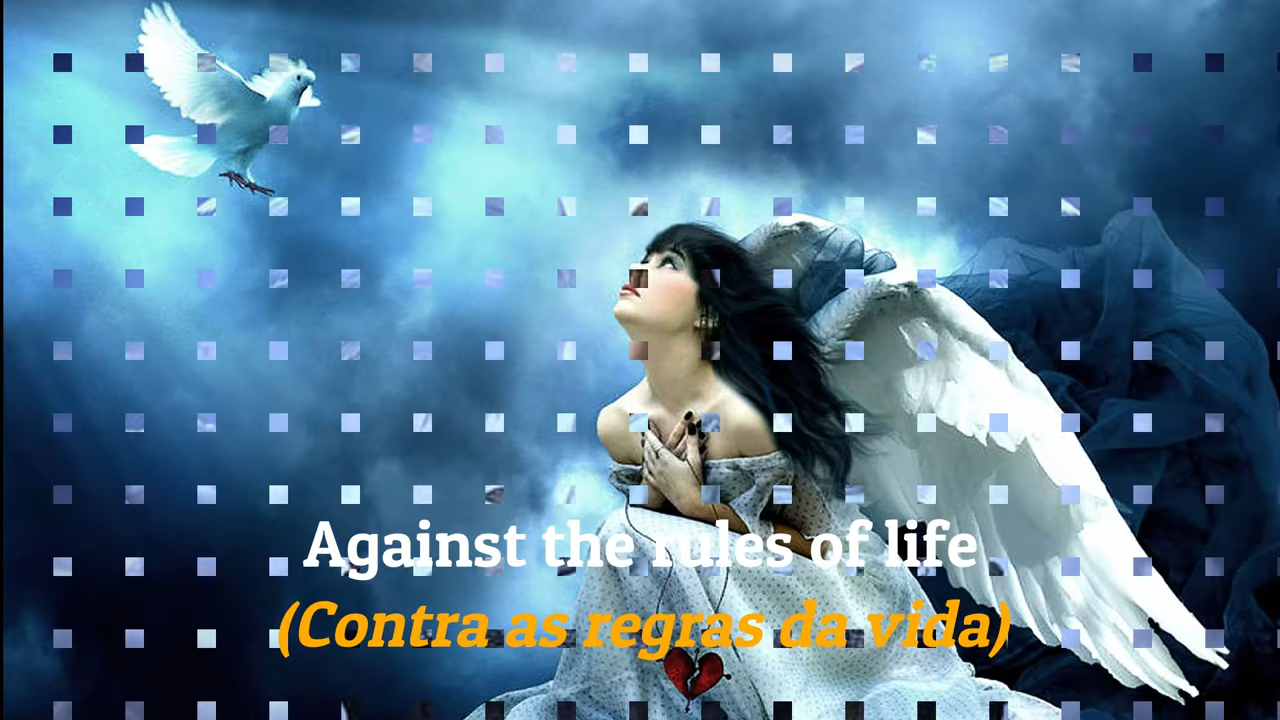 Against the rules of life
(Contra as regras da vida)